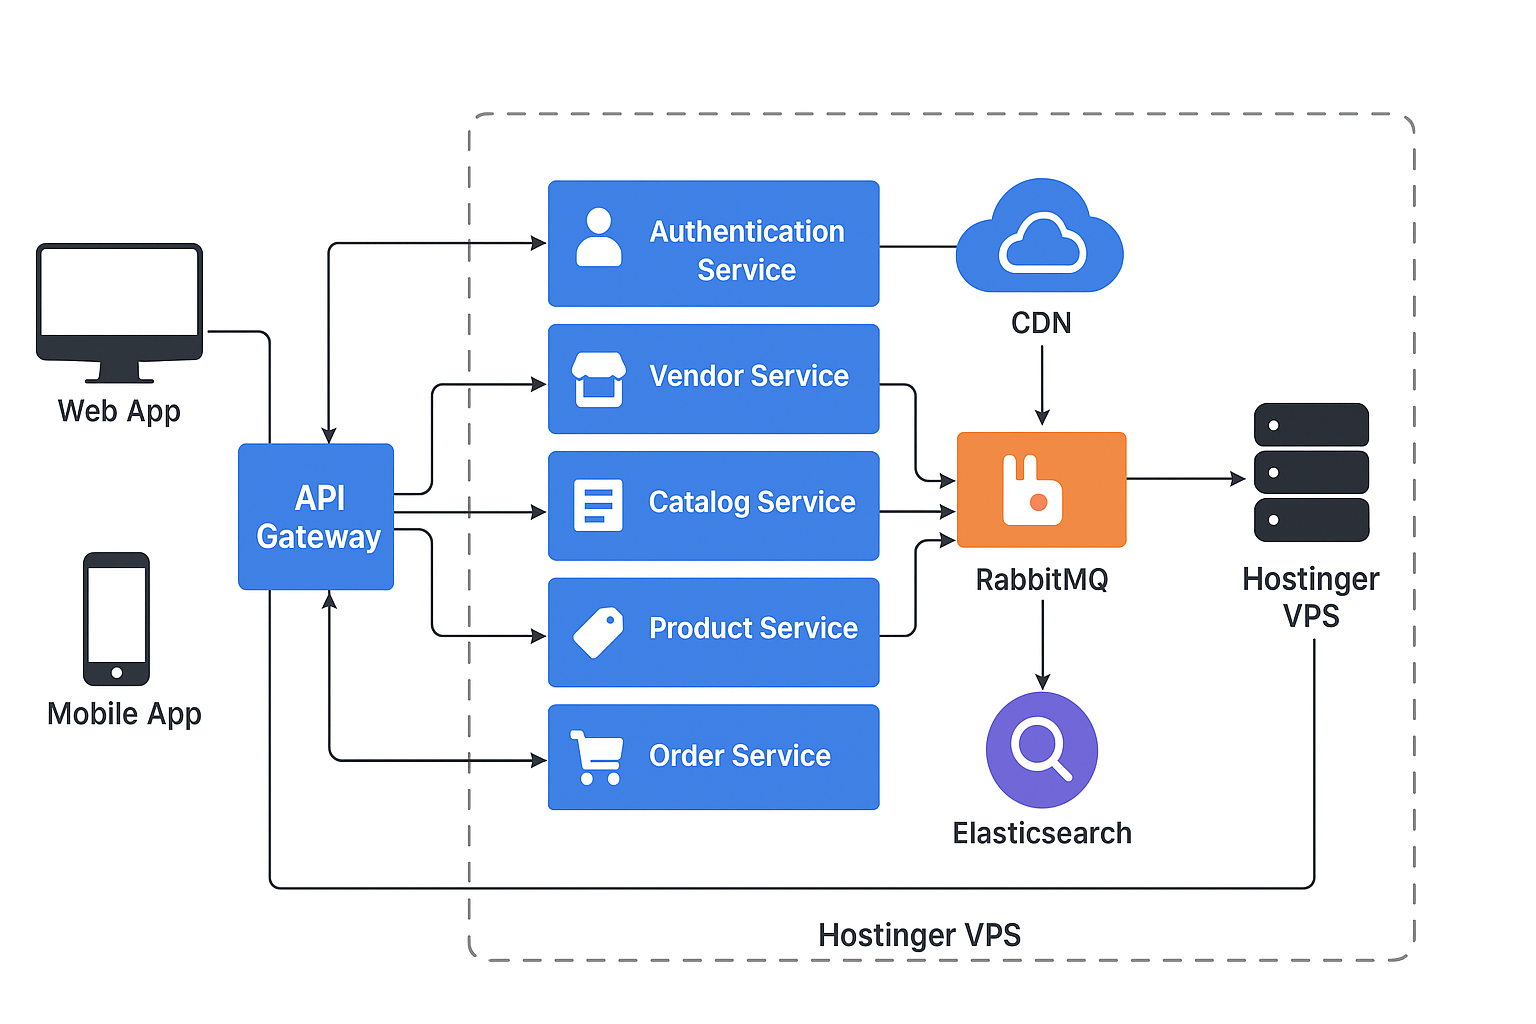 Web App
Mobile App
API
Gateway
Authentication
Service
Vendor Service
Catalog Service
Product Service
Order Service
CDN
RabbitMQ
Elasticsearch
Hostinger
VPS
Hostinger VPS